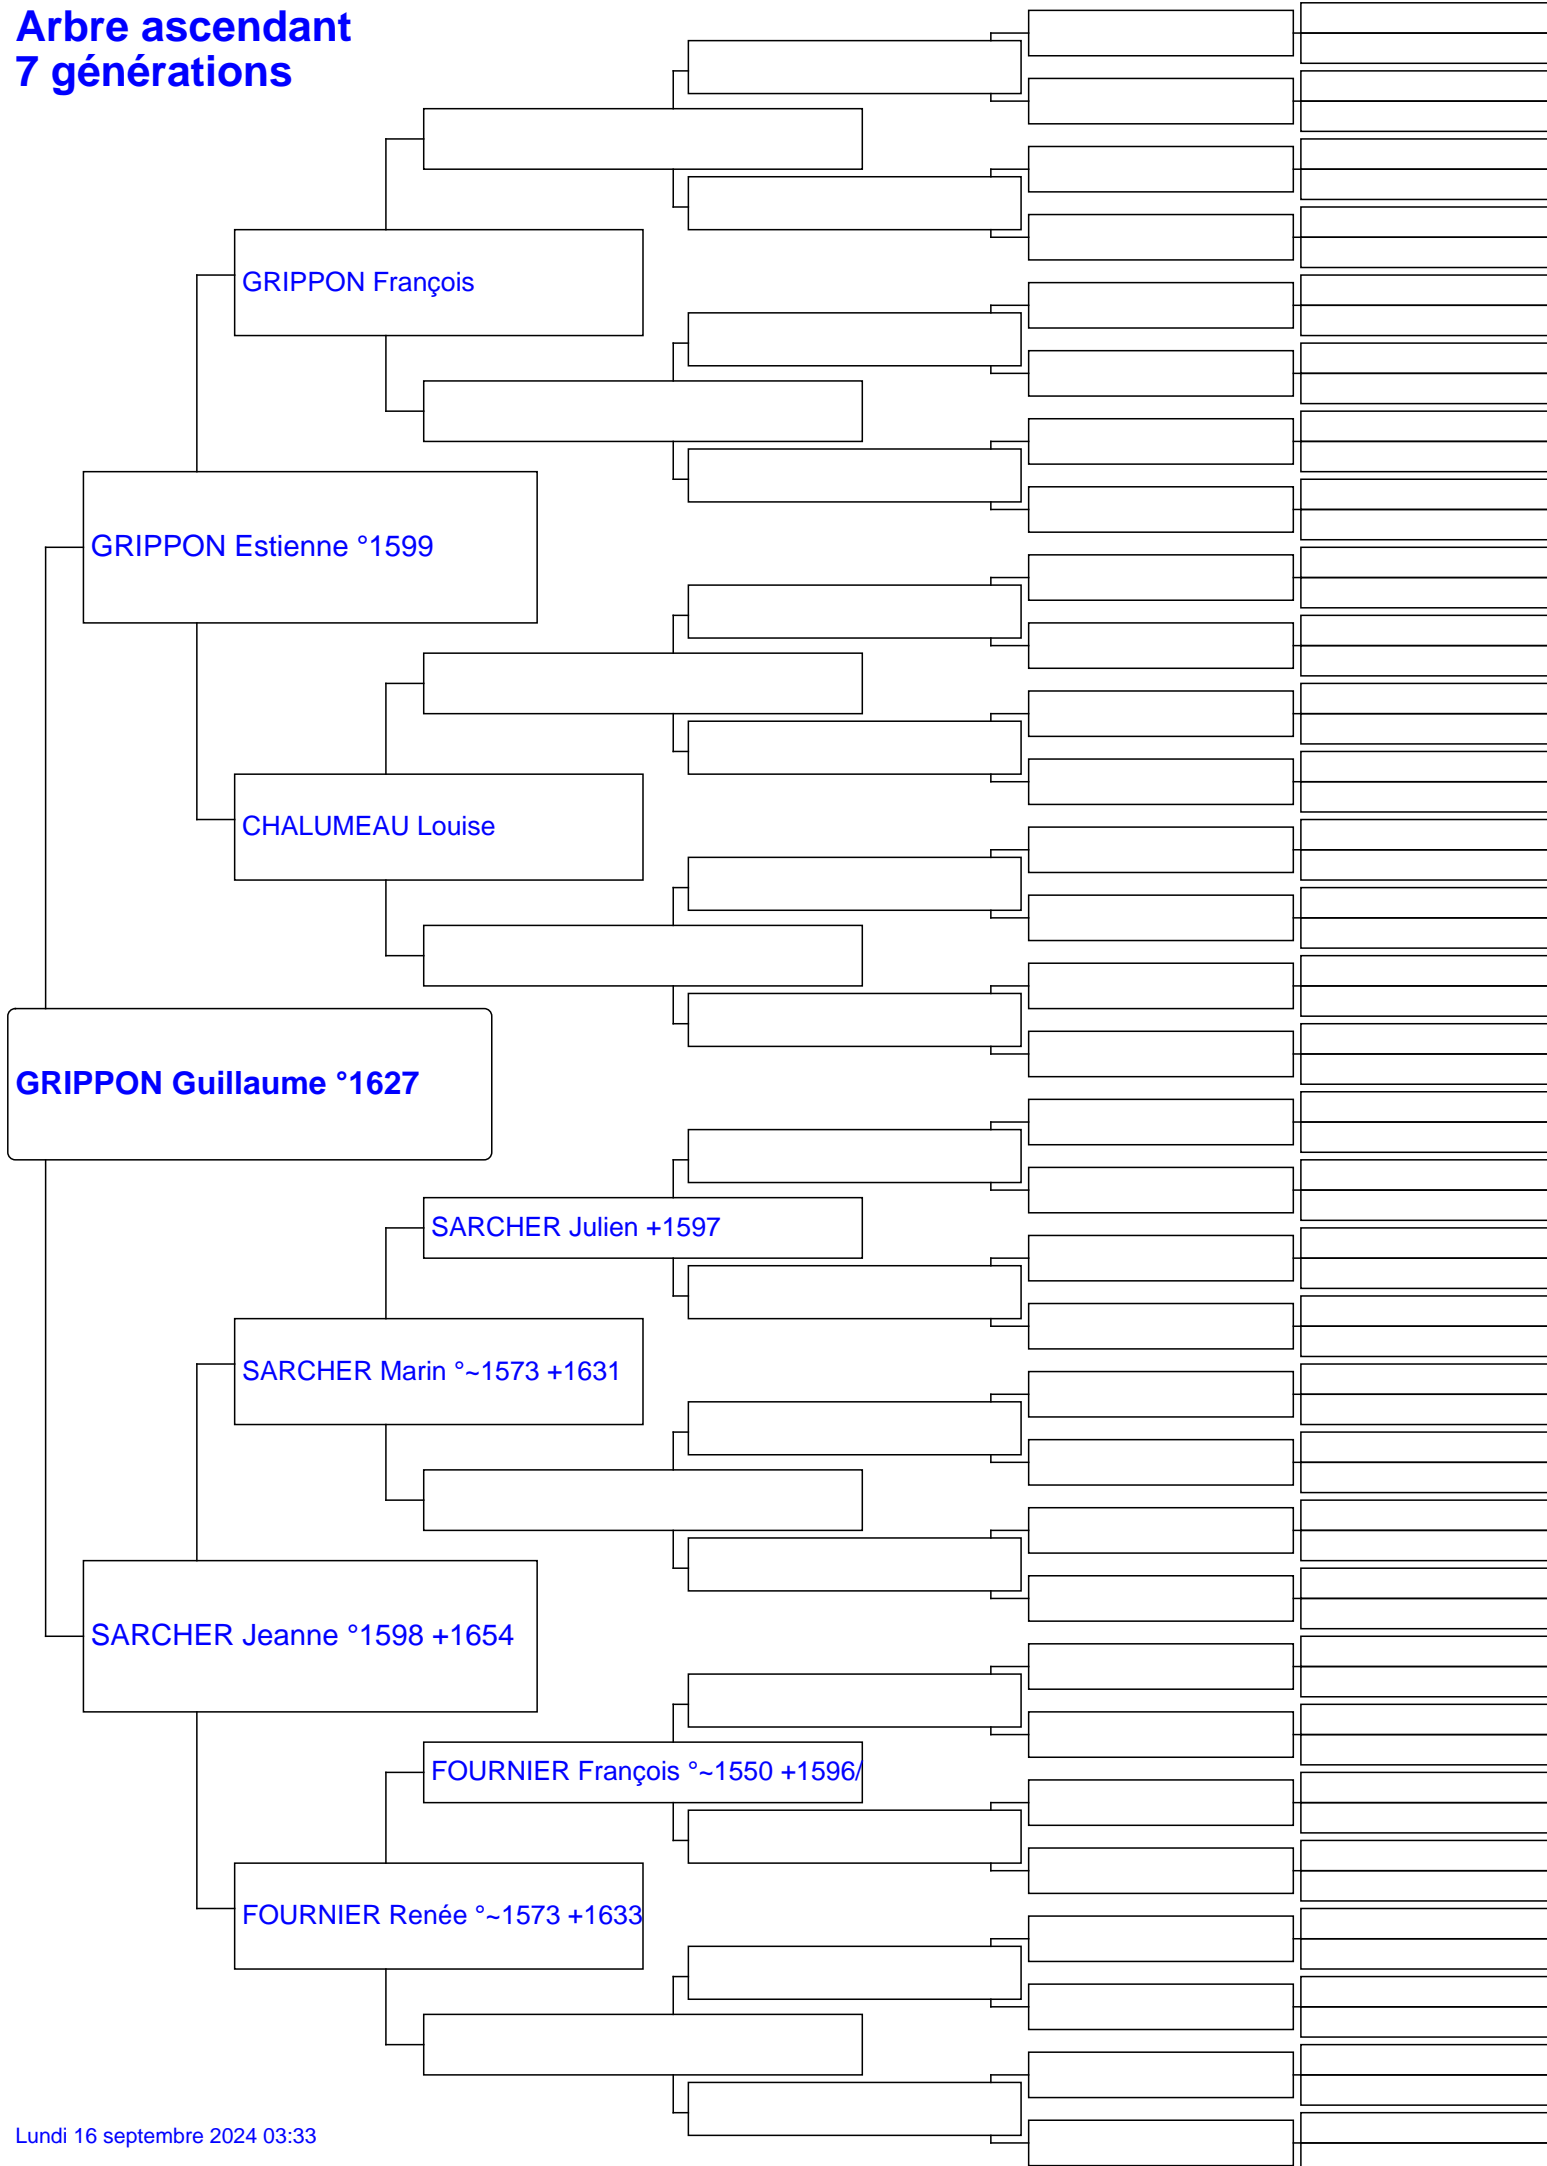 Arbre ascendant
7 générations
GRIPPON François
GRIPPON Estienne °1599
CHALUMEAU Louise
GRIPPON Guillaume °1627
SARCHER Julien +1597
SARCHER Marin °~1573 +1631
SARCHER Jeanne °1598 +1654
FOURNIER François °~1550 +1596/
FOURNIER Renée °~1573 +1633
Lundi 16 septembre 2024 03:33